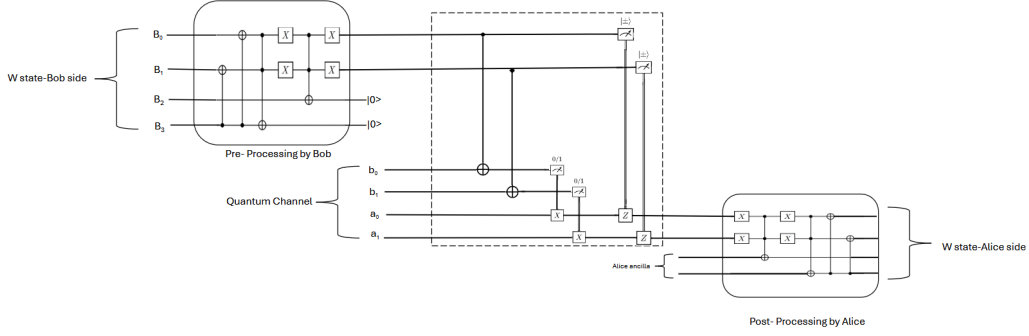 |±⟩
B₀
X
X
|±⟩
B₁
X
X
W state-Bob side
B₂
|0>
B₃
|0>
Pre- Processing by Bob
0/1
b₀
0/1
b₁
Quantum Channel
a₀
X
Z
X
X
a₁
X
Z
X
X
W state-Alice side
Alice ancilla
Post- Processing by Alice